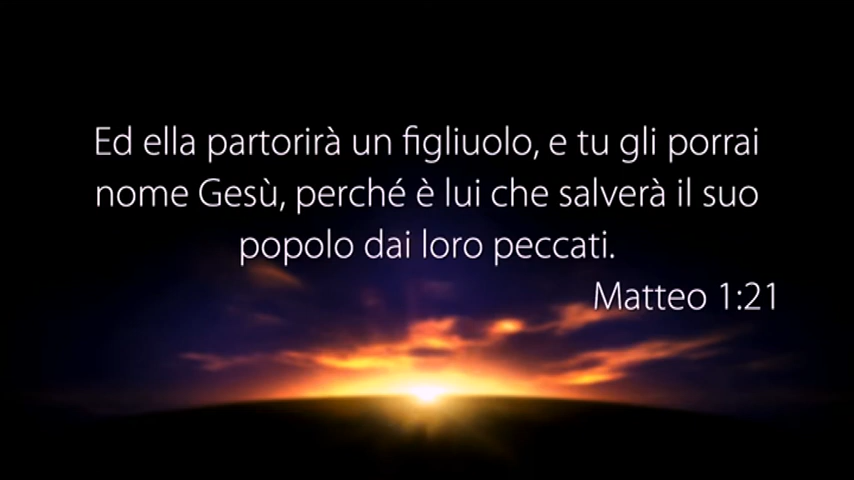 Ed ella partorirà un figliuolo, e tu gli porrai
nome Gesù, perché è lui che salverà il suo
popolo dai loro peccati.
Matteo 1:21